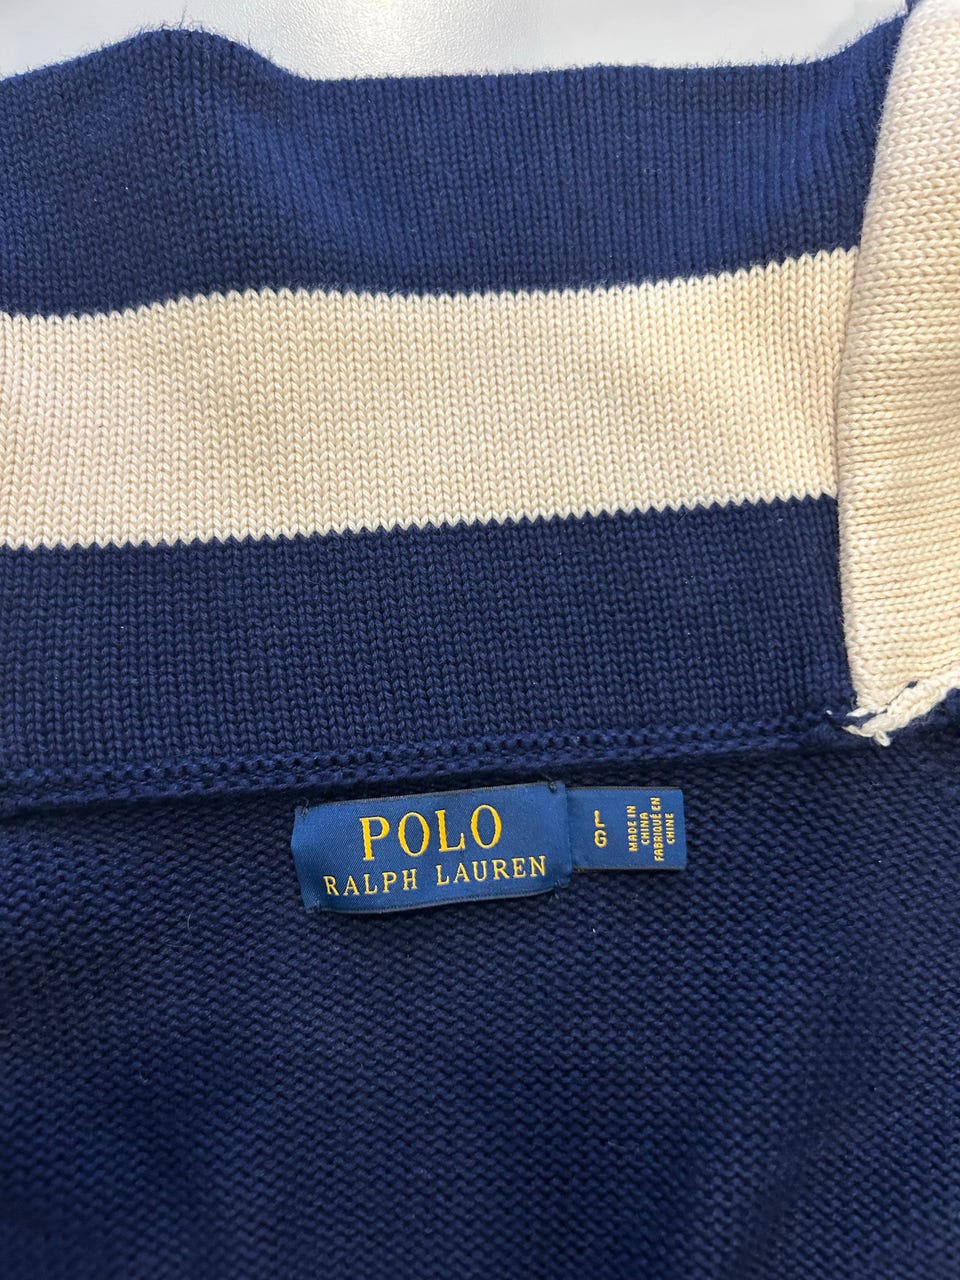 POLO
RALPH LAUREN
L
G
MADE IN
CHINA
FABRIQUÉ EN
CHINE